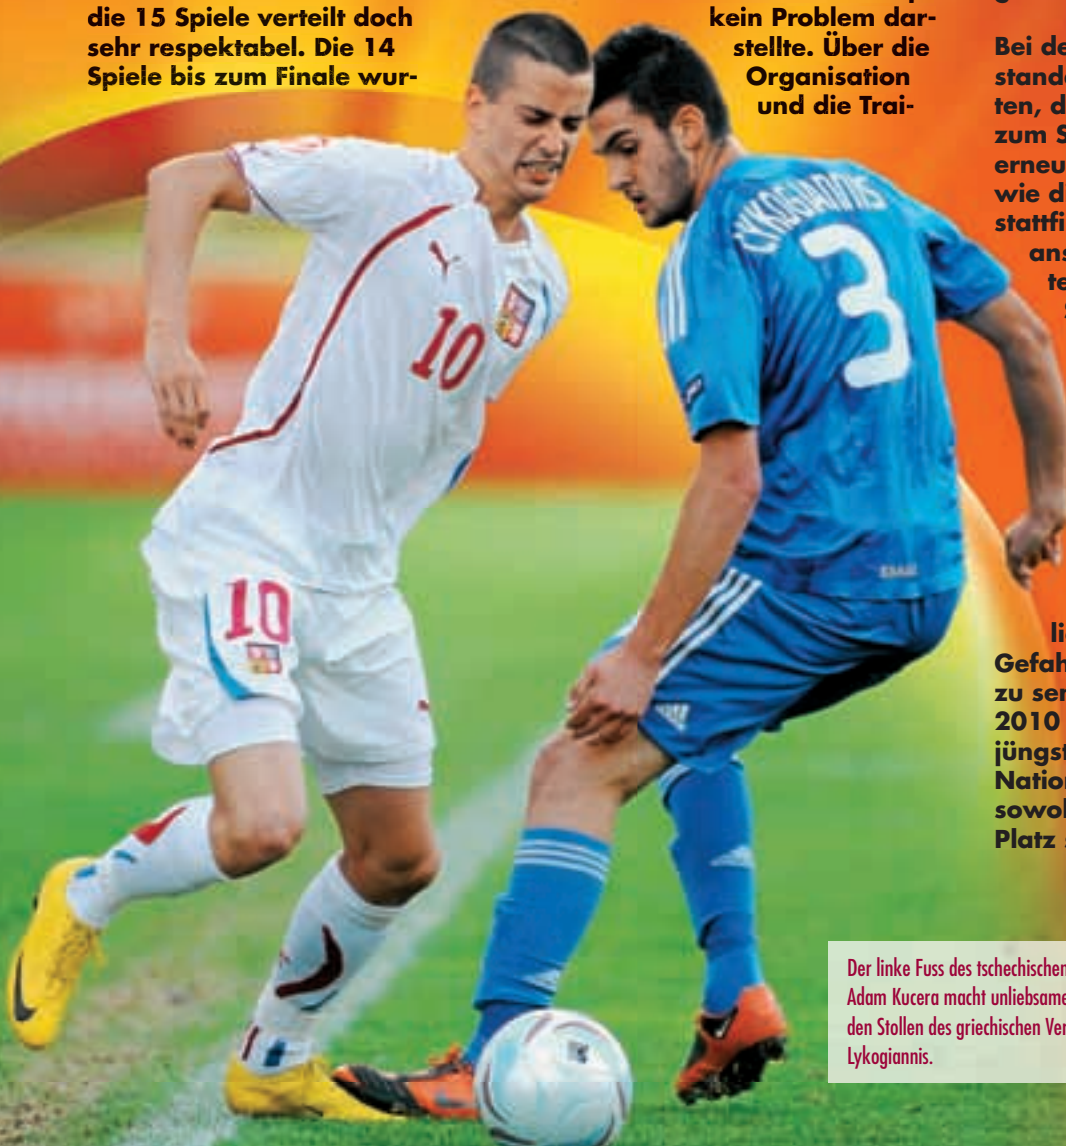 die 15 Spiele verteilt doch
sehr respektabel. Die 14
Spiele bis zum Finale wur-
kein Problem dar-
stellte. Über die
Organisation
und die Trai-
Bei de
stande
ten, d
zum S
erneu
wie d
stattfi
ans
te
lie
Gefah
zu ser
2010
jüngst
Nation
sowol
Platz
LYKOGIANNIS
3
10
10
Der linke Fuss des tschechischen
Adam Kucera macht unliebsame
den Stollen des griechischen Ver
Lykogiannis.